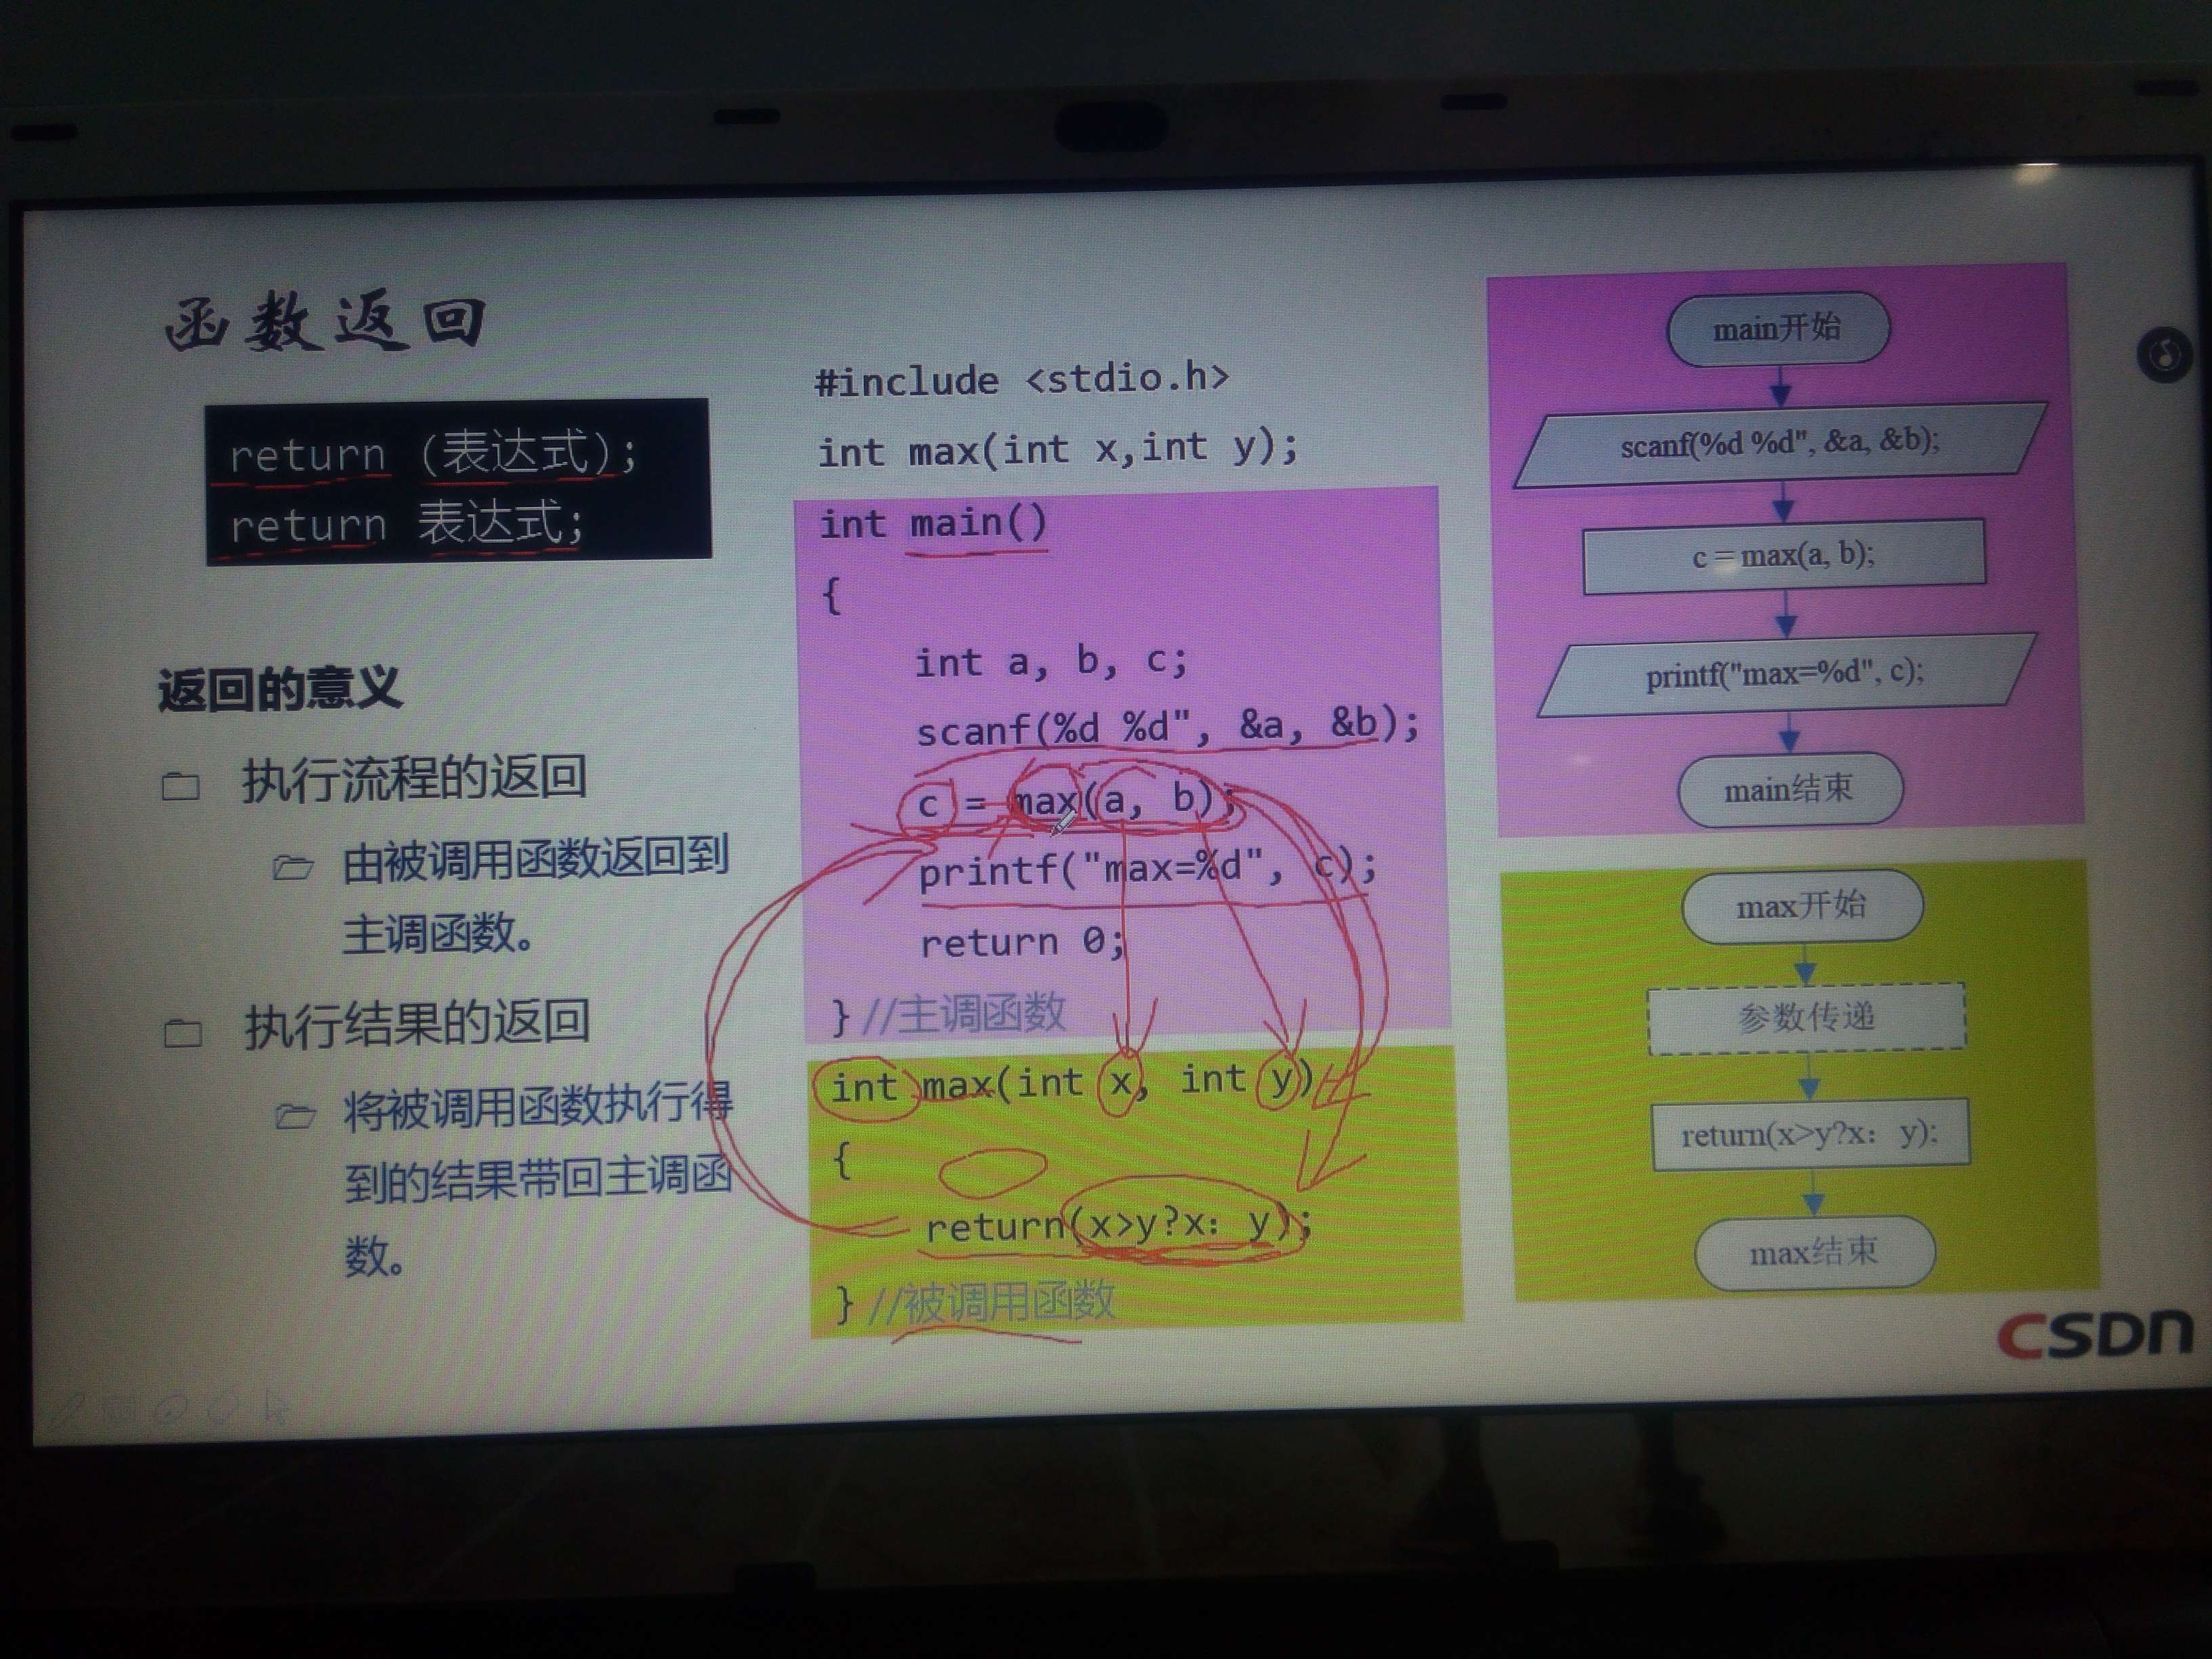 函数返回
return (表达式);
return 表达式;
返回的意义
执行流程的返回
由被调用函数返回到
主调函数。
执行结果的返回
将被调用函数执行得
到的结果带回主调函
数。
#include <stdio.h>
int max(int x,int y);
int main()
{
int a, b, c;
scanf(%d %d", &a, &b);
c = max(a, b);
printf("max=%d", c);
return 0;
} //主调函数
int max(int x, int y)
{
return(x>y?x: y);
} //被调用函数
main开始
scanf(%d %d", &a, &b);
c = max(a, b);
printf("max=%d", c);
main结束
max开始
参数传递
return(x>y?x: y);
max结束
CSDN